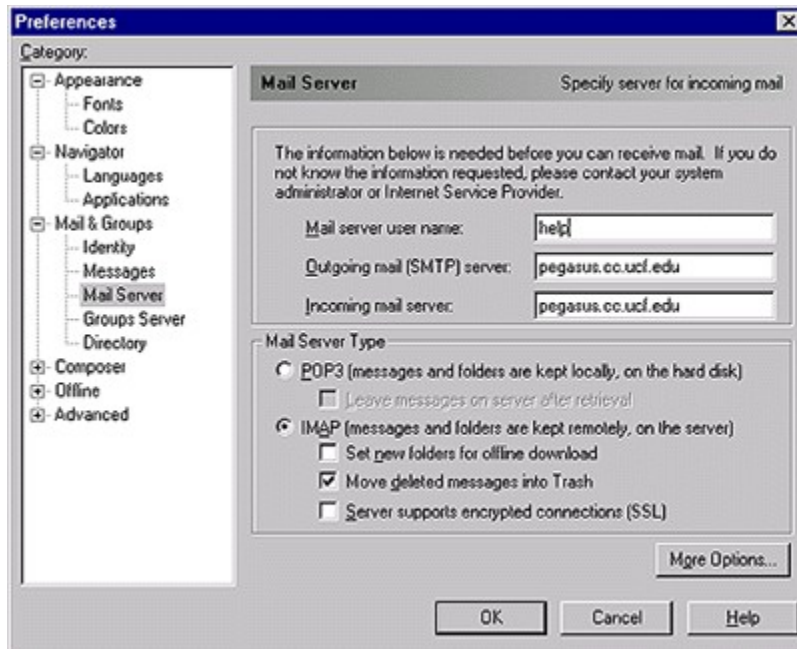 Preferences
Category:
Appearance
Fonts
Colors
Navigator
Languages
Applications
Mail & Groups
Identity
Messages
Mail Server
Groups Server
Directory
Composer
Offline
Advanced
Mail Server Specify server for incoming mail
The information below is needed before you can receive mail. If you do
not know the information requested, please contact your system
administrator or Internet Service Provider.
Mail server user name: help
Outgoing mail (SMTP) server: pegasus.cc.ucf.edu
Incoming mail server: pegasus.cc.ucf.edu
Mail Server Type
POP3 (messages and folders are kept locally, on the hard disk)
Leave messages on server after retrieval
IMAP (messages and folders are kept remotely, on the server)
Set new folders for offline download
Move deleted messages into Trash
Server supports encrypted connections (SSL)
More Options...
OK Cancel Help